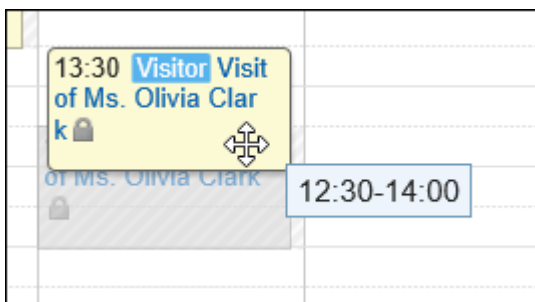 13:30 Visitor Visit
of Ms. Olivia Clar
k
of Ms. Olivia Clark
12:30-14:00